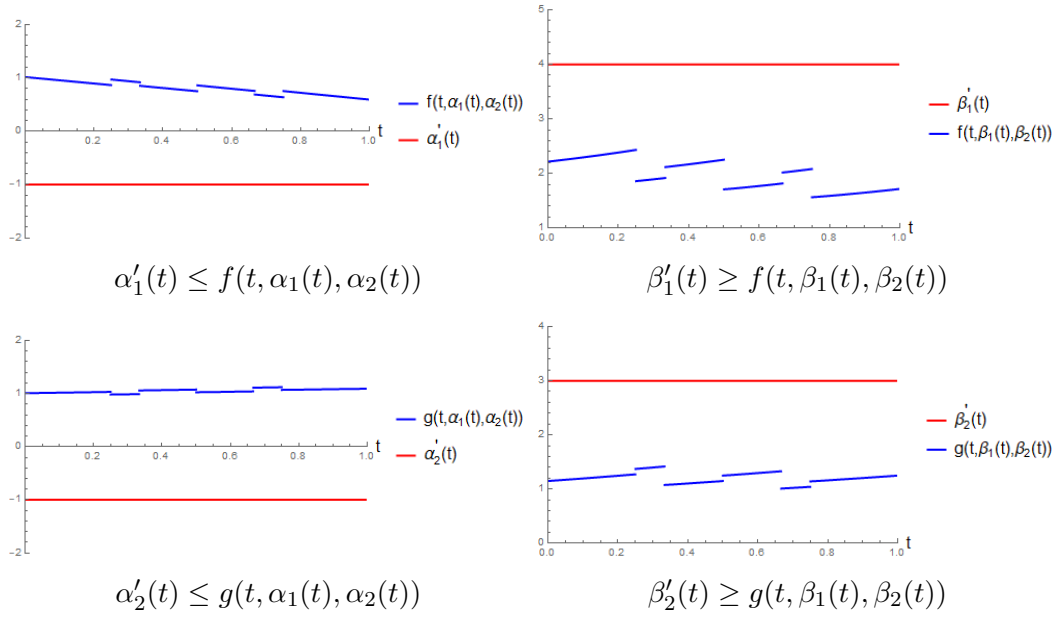 2
1
0
-1
-2
0.2
0.4
0.6
0.8
1.0
t
f(t,α₁(t),α₂(t))
α₁'(t)
α′₁(t) ≤ f(t, α₁(t), α₂(t))
5
4
3
2
1
0.0
0.2
0.4
0.6
0.8
1.0
t
β₁'(t)
f(t,β₁(t),β₂(t))
β′₁(t) ≥ f(t, β₁(t), β₂(t))
2
1
0
-1
-2
0.2
0.4
0.6
0.8
1.0
t
g(t,α₁(t),α₂(t))
α₂'(t)
α′₂(t) ≤ g(t, α₁(t), α₂(t))
4
3
2
1
0
0.0
0.2
0.4
0.6
0.8
1.0
t
β₂'(t)
g(t,β₁(t),β₂(t))
β′₂(t) ≥ g(t, β₁(t), β₂(t))